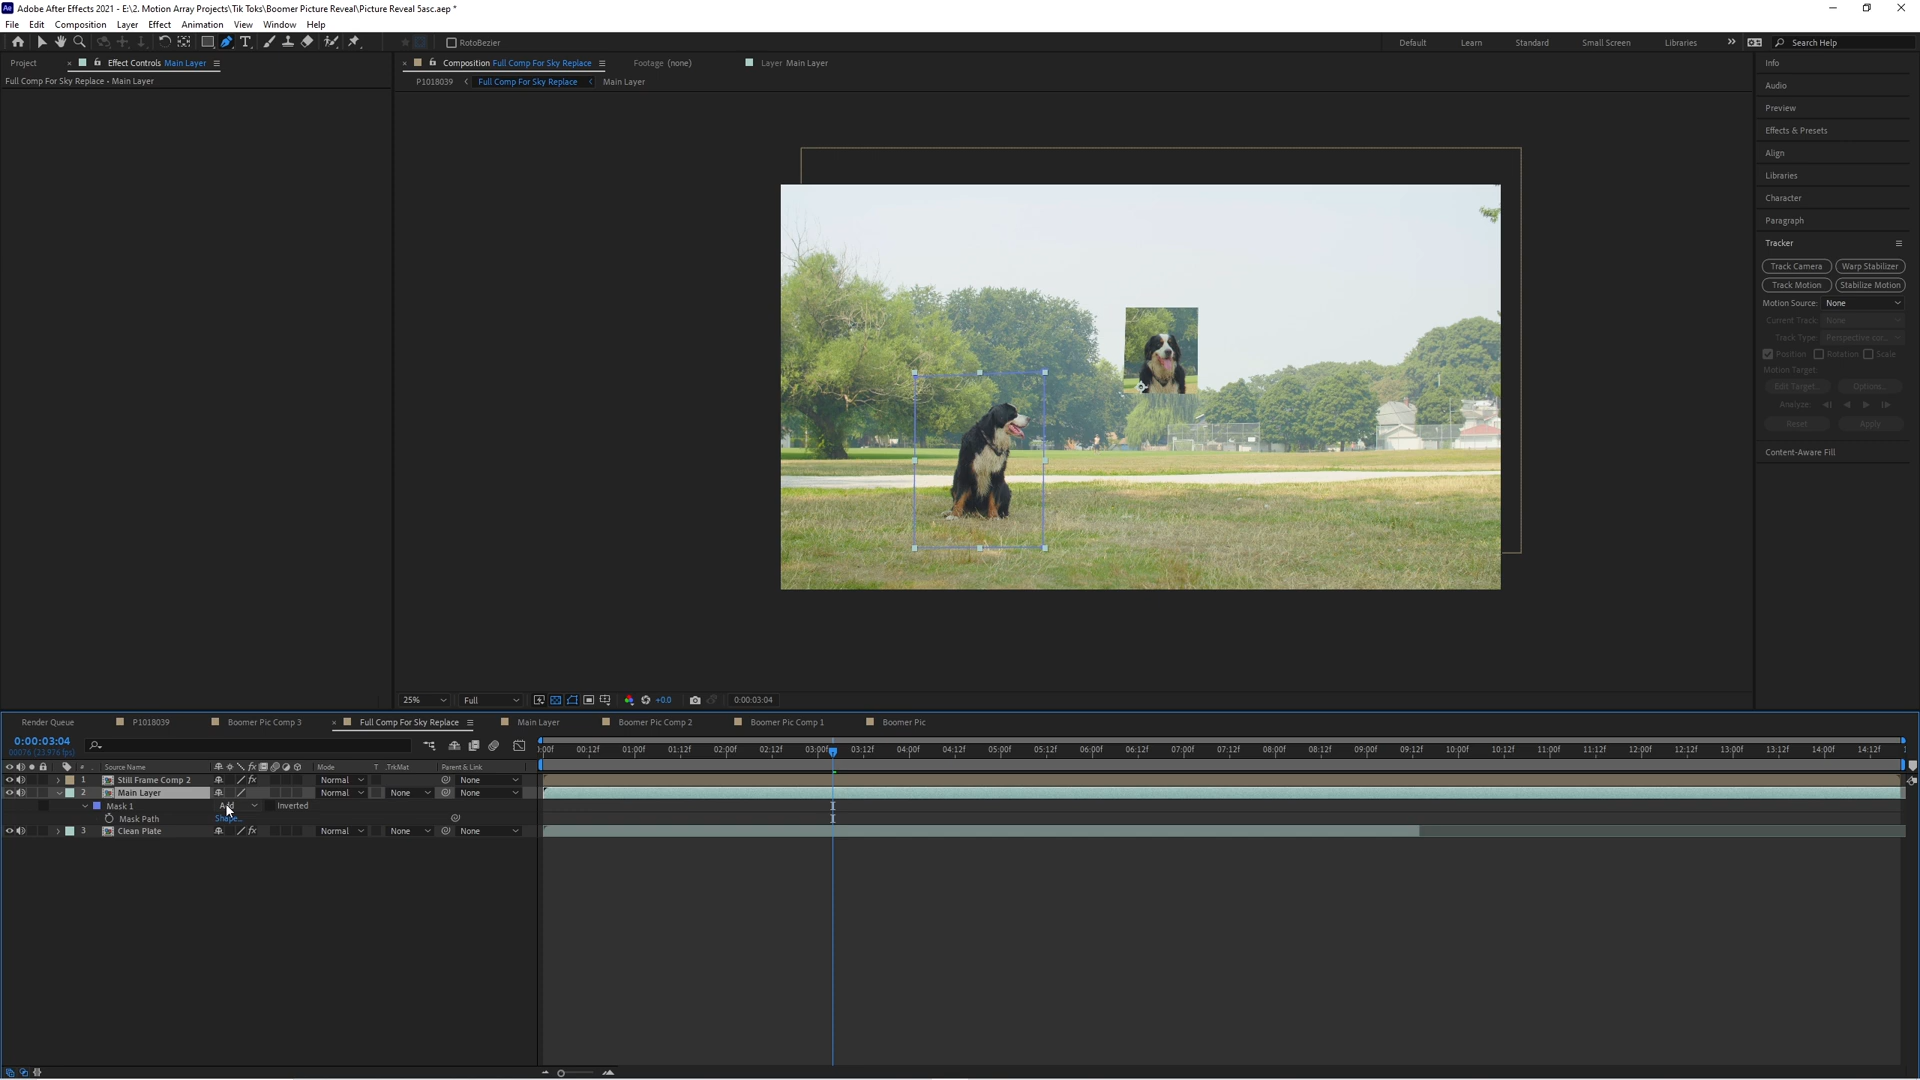 Adobe After Effects 2021 - E:\2. Motion Array Projects\Tik Toks\Boomer Picture Reveal\Picture Reveal 5asc.aep *
File Edit Composition Layer Effect Animation View Window Help
RotoBezier
Default Learn Standard Small Screen Libraries Search Help
Project Effect Controls Main Layer Composition Full Comp For Sky Replace Footage (none) Layer Main Layer
Full Comp For Sky Replace • Main Layer
P1018039 Full Comp For Sky Replace Main Layer
Info
Audio
Preview
Effects & Presets
Align
Libraries
Character
Paragraph
Tracker
Track Camera Warp Stabilizer
Track Motion Stabilize Motion
Motion Source: None
Current Track: None
Track Type: Perspective cor...
Position Rotation Scale
Motion Target:
Edit Target... Options...
Analyze:
Reset Apply
Content-Aware Fill
25% Full +0.0 0:00:03:04
Render Queue P1018039 Boomer Pic Comp 3 Full Comp For Sky Replace Main Layer Boomer Pic Comp 2 Boomer Pic Comp 1 Boomer Pic
0:00:03:04
00076 (23.976 fps)
:00f 00:12f 01:00f 01:12f 02:00f 02:12f 03:00f 03:12f 04:00f 04:12f 05:00f 05:12f 06:00f 06:12f 07:00f 07:12f 08:00f 08:12f 09:00f 09:12f 10:00f 10:12f 11:00f 11:12f 12:00f 12:12f 13:00f 13:12f 14:00f 14:12f
# Source Name Mode T .TrkMat Parent & Link
1 Still Frame Comp 2 Normal None
2 Main Layer Normal None None
Mask 1 Add Inverted
Mask Path Shape...
3 Clean Plate Normal None None